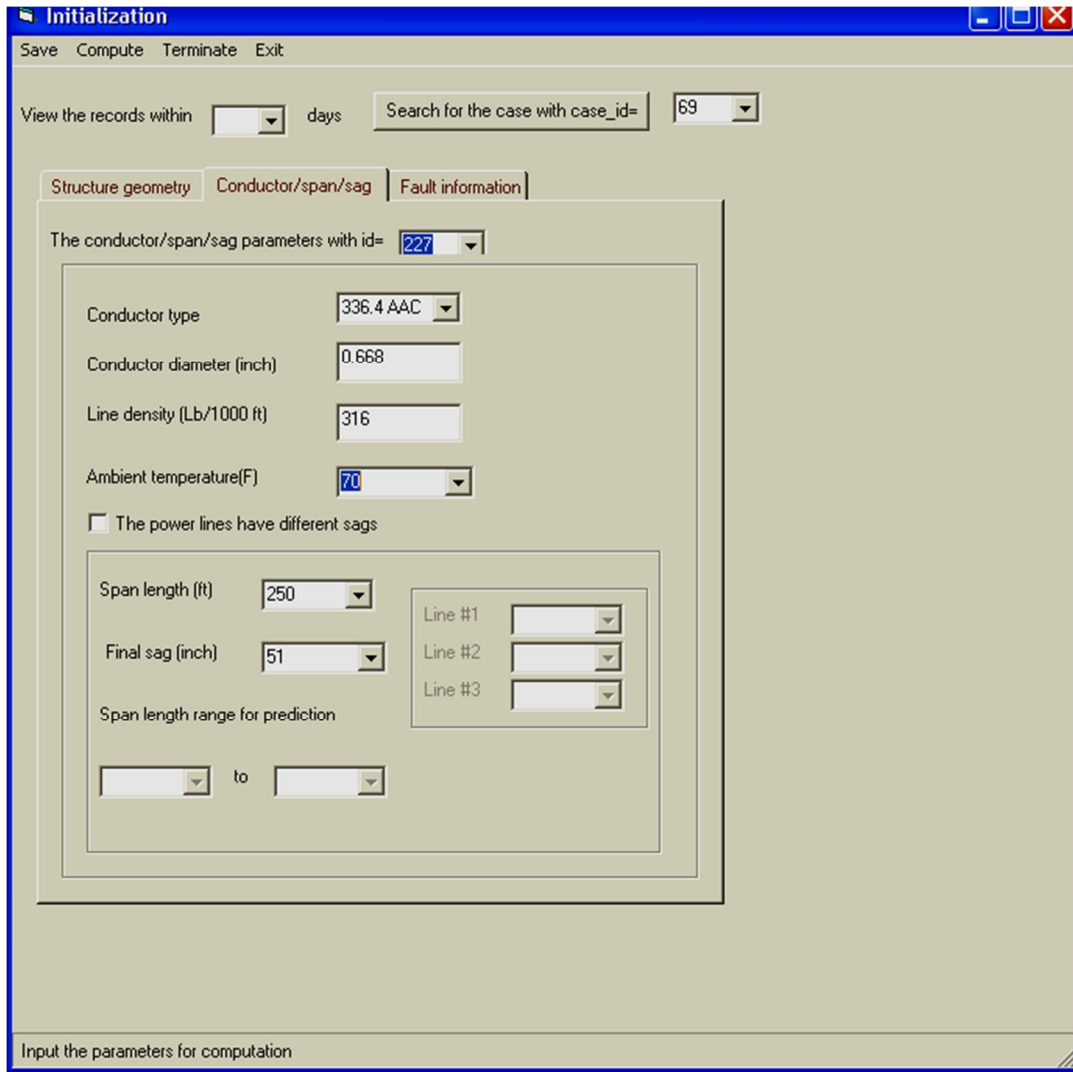 Initialization
Save Compute Terminate Exit
View the records within days Search for the case with case_id= 69
Structure geometry Conductor/span/sag Fault information
The conductor/span/sag parameters with id= 227
Conductor type 336.4 AAC
Conductor diameter (inch) 0.668
Line density (Lb/1000 ft) 316
Ambient temperature(F) 70
The power lines have different sags
Span length (ft) 250
Final sag (inch) 51
Line #1
Line #2
Line #3
Span length range for prediction
to
Input the parameters for computation